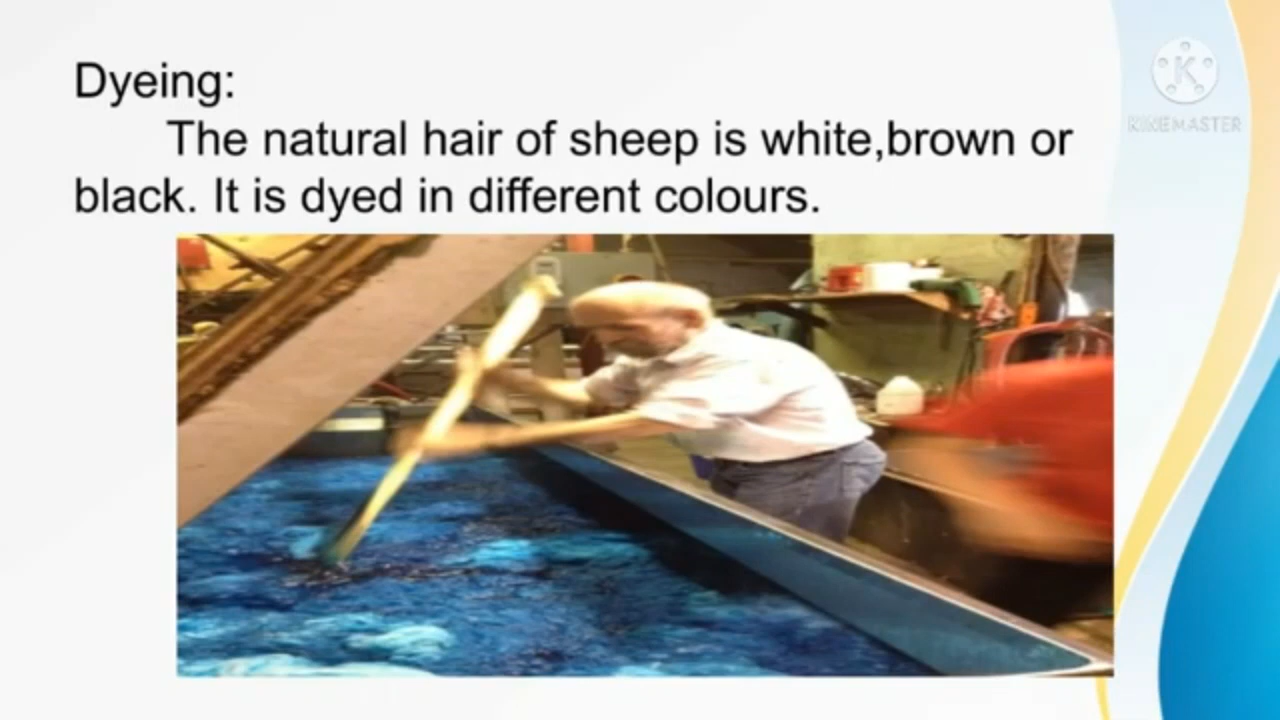 Dyeing:
The natural hair of sheep is white,brown or
black. It is dyed in different colours.
K
KINEMASTER